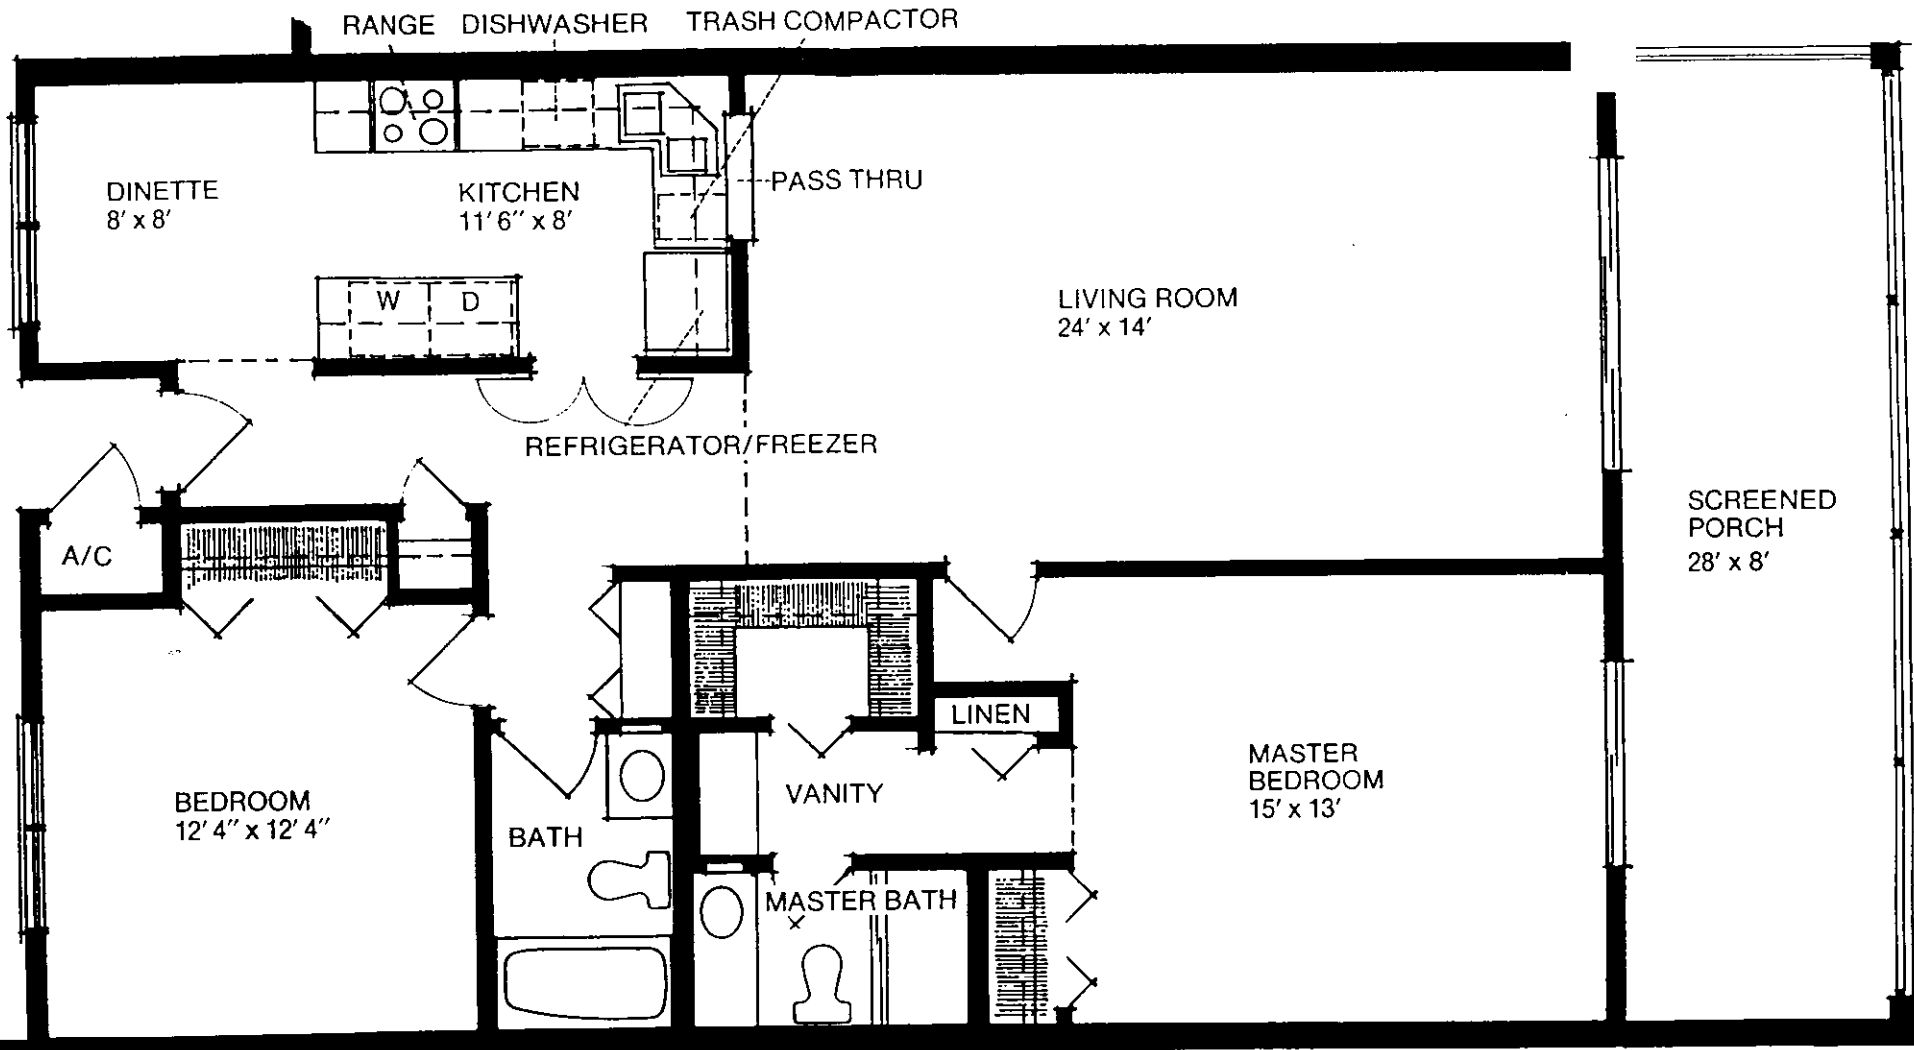 RANGE DISHWASHER TRASH COMPACTOR
DINETTE
8' x 8'
KITCHEN
11' 6" x 8'
PASS THRU
W D
LIVING ROOM
24' x 14'
REFRIGERATOR/FREEZER
SCREENED
PORCH
28' x 8'
A/C
LINEN
VANITY
MASTER
BEDROOM
15' x 13'
BEDROOM
12' 4" x 12' 4"
BATH
MASTER BATH